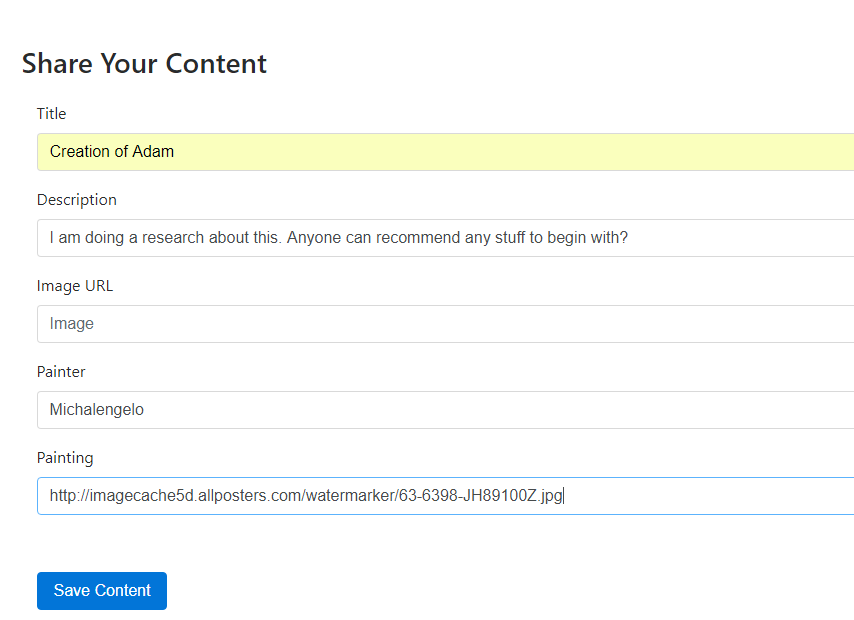 Share Your Content
Title
Creation of Adam
Description
I am doing a research about this. Anyone can recommend any stuff to begin with?
Image URL
Image
Painter
Michalengelo
Painting
http://imagecache5d.allposters.com/watermarker/63-6398-JH89100Z.jpg
Save Content